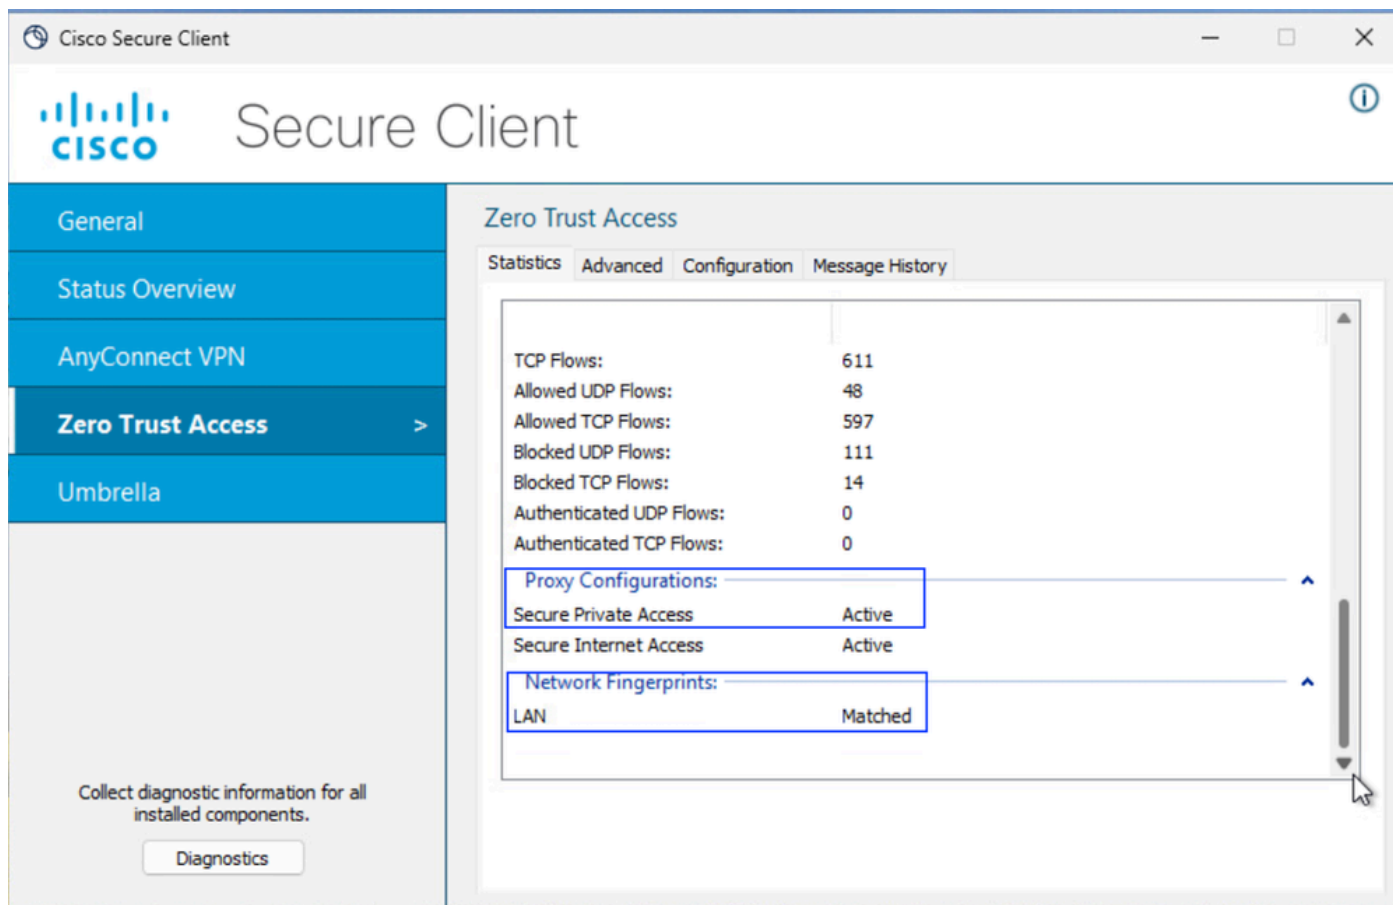 Cisco Secure Client
CISCO Secure Client
General
Status Overview
AnyConnect VPN
Zero Trust Access >
Umbrella
Collect diagnostic information for all
installed components.
Diagnostics
Zero Trust Access
Statistics Advanced Configuration Message History
TCP Flows: 611
Allowed UDP Flows: 48
Allowed TCP Flows: 597
Blocked UDP Flows: 111
Blocked TCP Flows: 14
Authenticated UDP Flows: 0
Authenticated TCP Flows: 0
Proxy Configurations:
Secure Private Access Active
Secure Internet Access Active
Network Fingerprints:
LAN Matched